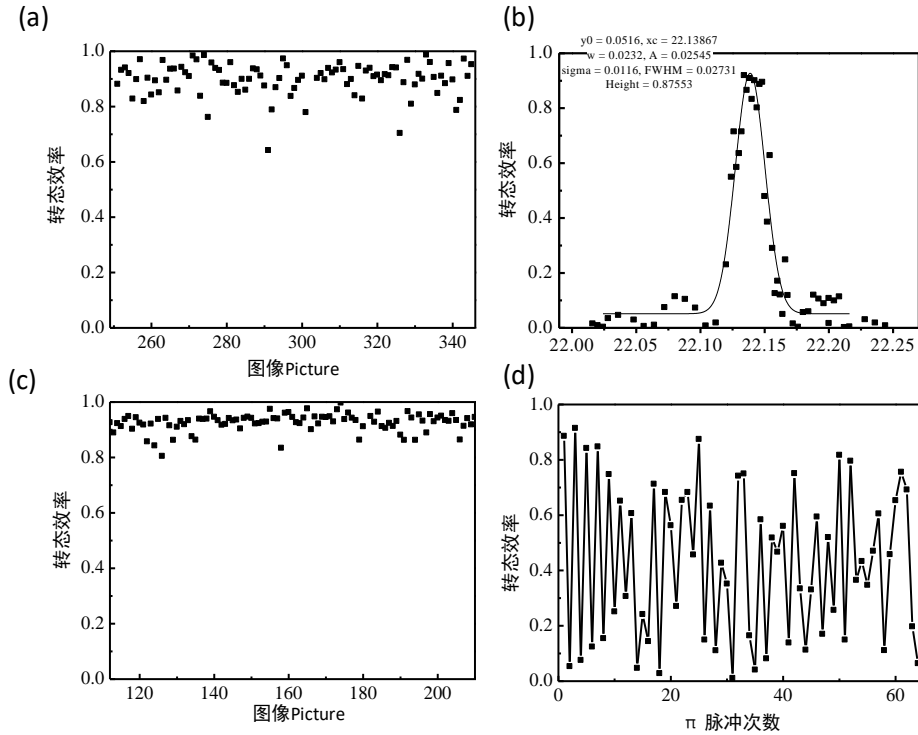 (a)
1.0
0.8
0.6
0.4
0.2
0.0
转态效率
260
280
300
320
340
图像Picture
(b)
y0 = 0.0516, xc = 22.13867
w = 0.0232, A = 0.02545
sigma = 0.0116, FWHM = 0.02731
Height = 0.87553
1.0
0.8
0.6
0.4
0.2
0.0
转态效率
22.00
22.05
22.10
22.15
22.20
22.25
(c)
1.0
0.8
0.6
0.4
0.2
0.0
转态效率
120
140
160
180
200
图像Picture
(d)
1.0
0.8
0.6
0.4
0.2
0.0
转态效率
0
20
40
60
π 脉冲次数